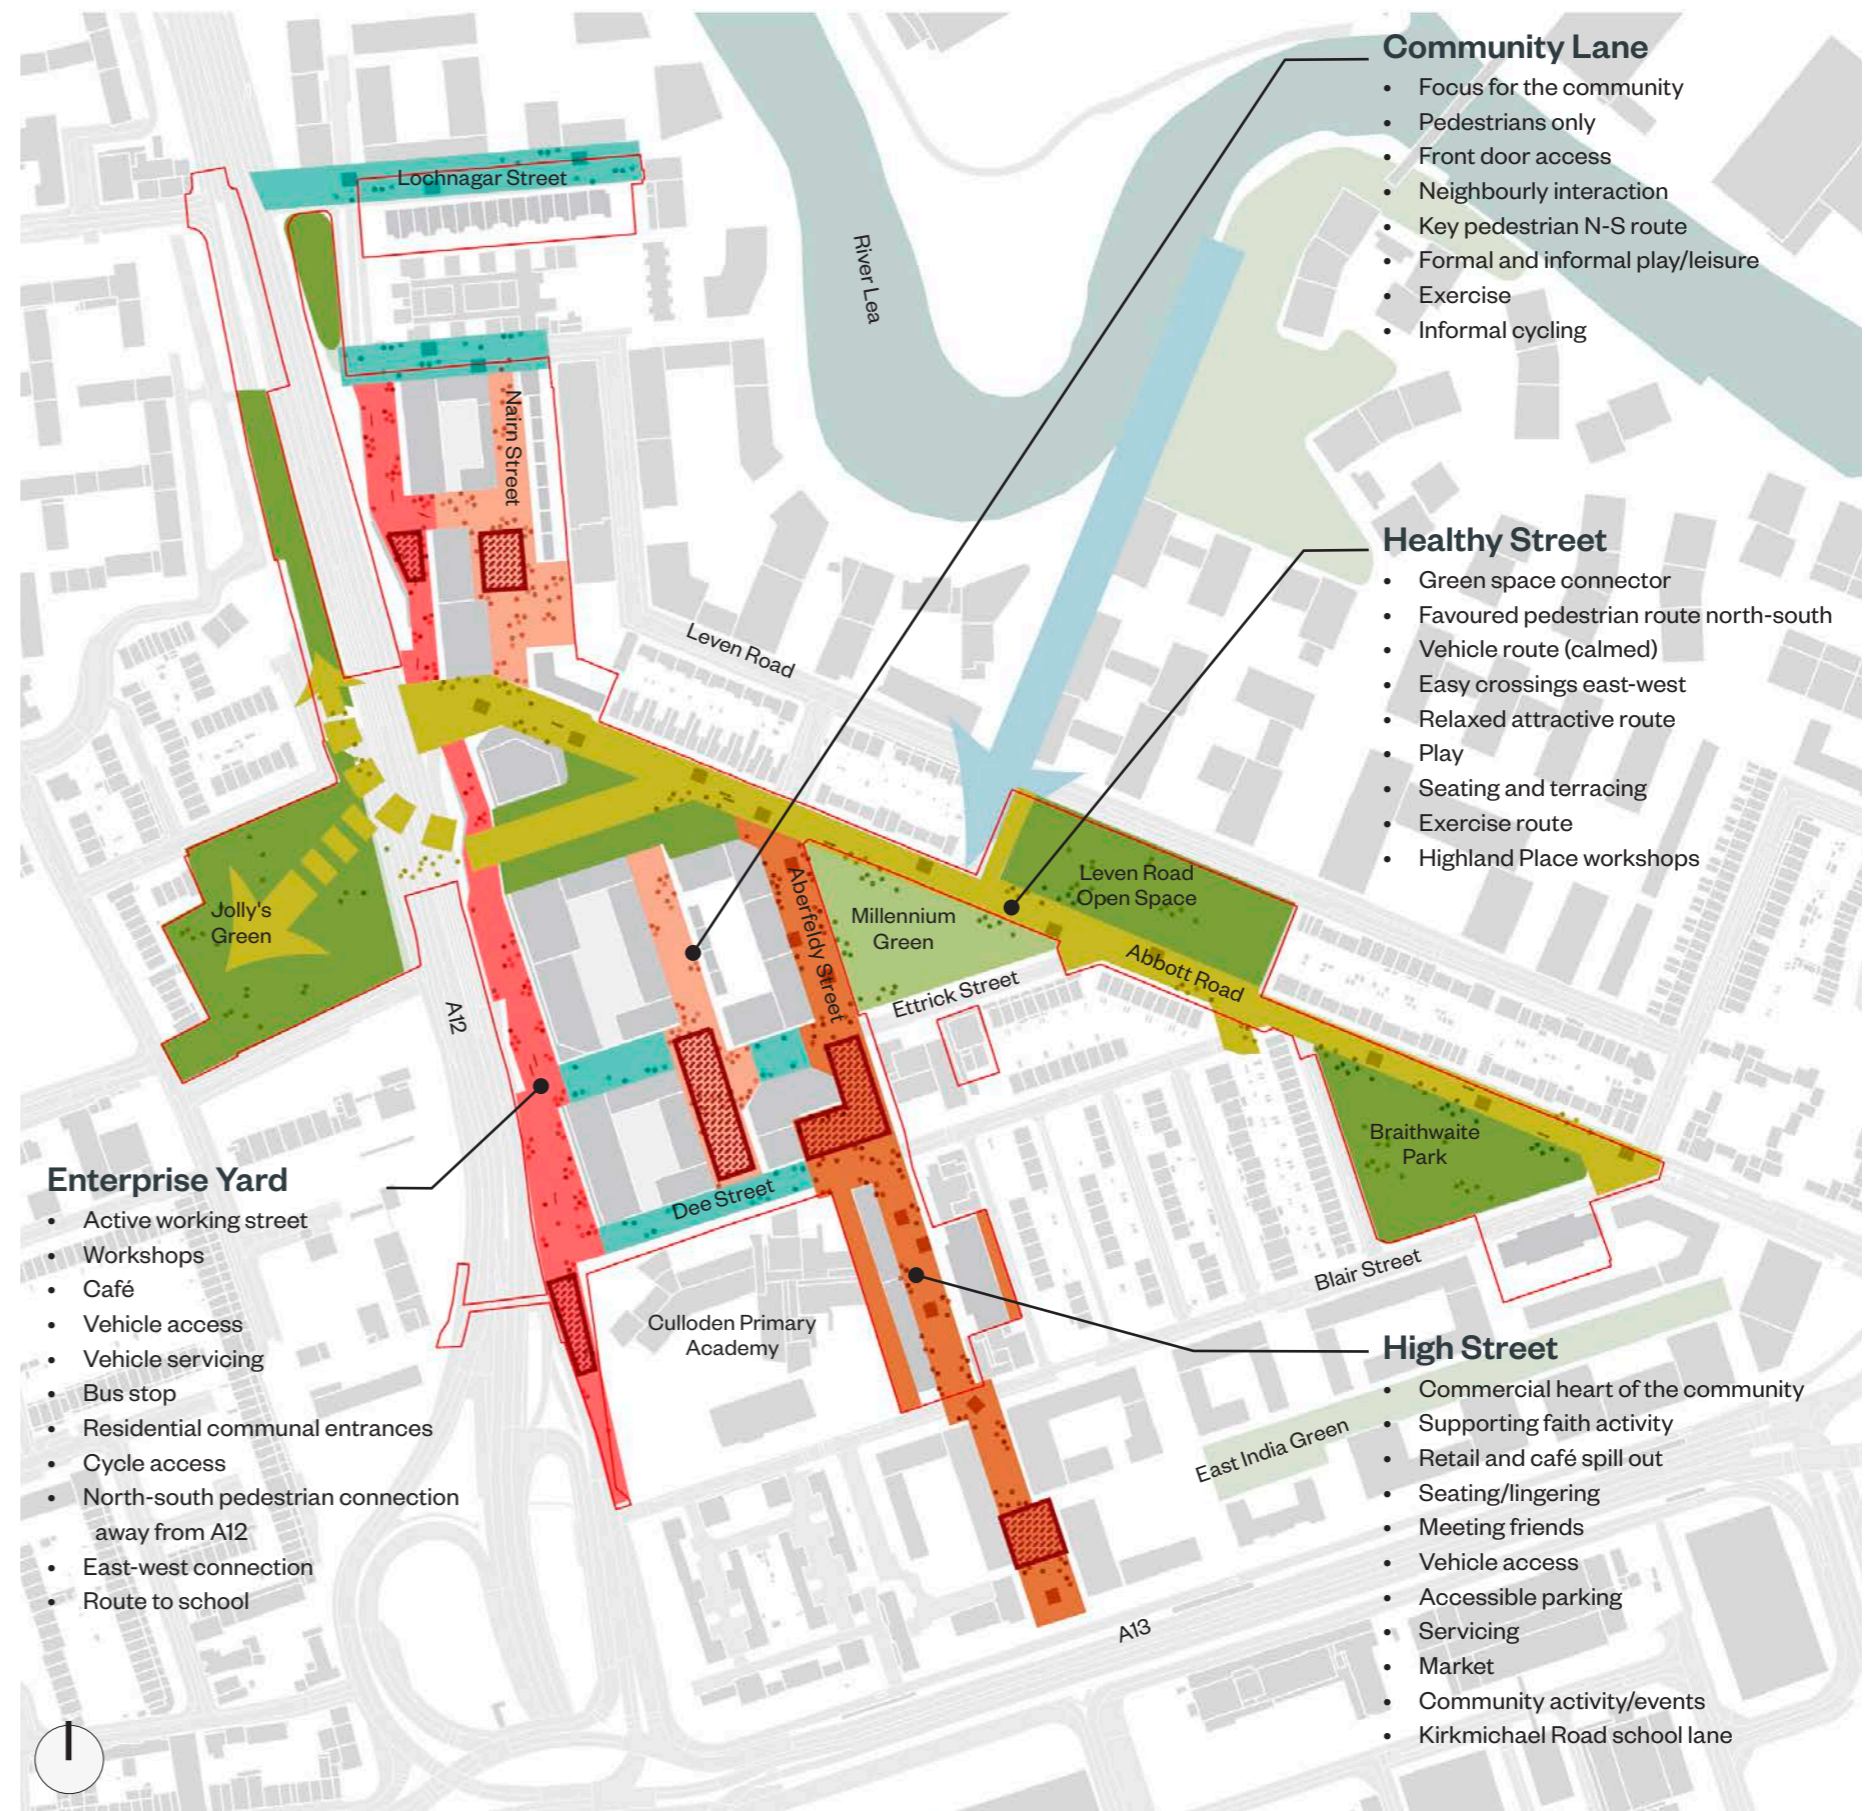 Community Lane
• Focus for the community
• Pedestrians only
• Front door access
• Neighbourly interaction
• Key pedestrian N-S route
• Formal and informal play/leisure
• Exercise
• Informal cycling
Lochnagar Street
River Lea
Nairn Street
Healthy Street
• Green space connector
• Favoured pedestrian route north-south
• Vehicle route (calmed)
• Easy crossings east-west
• Relaxed attractive route
• Play
• Seating and terracing
• Exercise route
• Highland Place workshops
Leven Road
Leven Road
Open Space
Jolly's
Green
Aberfeldy Street
Millennium
Green
Abbott Road
Ettrick Street
A12
Braithwaite
Park
Enterprise Yard
• Active working street
• Workshops
• Café
• Vehicle access
• Vehicle servicing
• Bus stop
• Residential communal entrances
• Cycle access
• North-south pedestrian connection
away from A12
• East-west connection
• Route to school
Dee Street
Blair Street
Culloden Primary
Academy
High Street
• Commercial heart of the community
• Supporting faith activity
• Retail and café spill out
• Seating/lingering
• Meeting friends
• Vehicle access
• Accessible parking
• Servicing
• Market
• Community activity/events
• Kirkmichael Road school lane
East India Green
A13